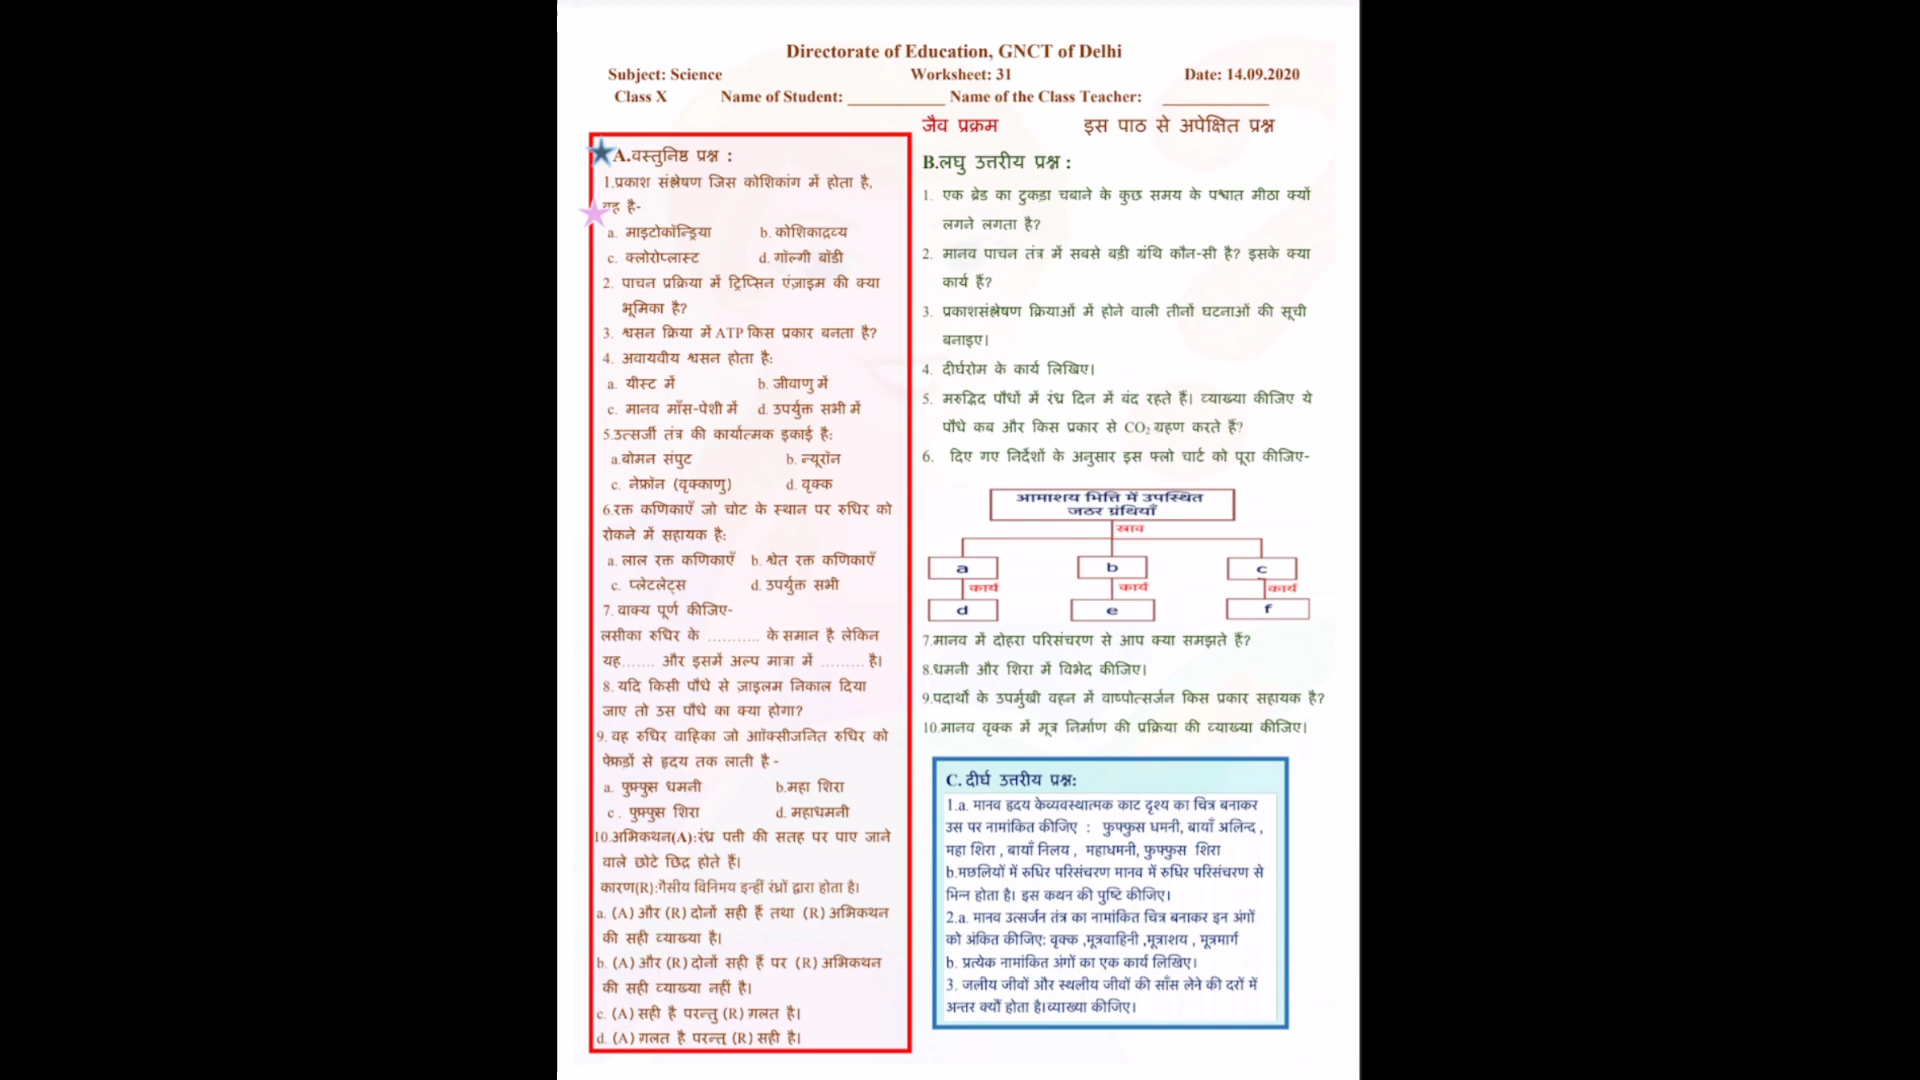 Directorate of Education, GNCT of Delhi
Subject: Science Worksheet: 31 Date: 14.09.2020
Class X Name of Student: ___________ Name of the Class Teacher: ____________
जैव प्रक्रम इस पाठ से अपेक्षित प्रश्न
A.वस्तुनिष्ठ प्रश्न :
1.प्रकाश संश्लेषण जिस कोशिकांग में होता है,
वह है-
a. माइटोकॉन्ड्रिया b. कोशिकाद्रव्य
c. क्लोरोप्लास्ट d. गॉल्गी बॉडी
2. पाचन प्रक्रिया में ट्रिप्सिन एंज़ाइम की क्या
भूमिका है?
3. श्वसन क्रिया में ATP किस प्रकार बनता है?
4. अवायवीय श्वसन होता है:
a. यीस्ट में b. जीवाणु में
c. मानव माँस-पेशी में d. उपर्युक्त सभी में
5.उत्सर्जी तंत्र की कार्यात्मक इकाई है:
a.बोमन संपुट b. न्यूरॉन
c. नेफ्रॉन (वृक्काणु) d. वृक्क
6.रक्त कणिकाएँ जो चोट के स्थान पर रुधिर को
रोकने में सहायक है:
a. लाल रक्त कणिकाएँ b. श्वेत रक्त कणिकाएँ
c. प्लेटलेट्स d. उपर्युक्त सभी
7. वाक्य पूर्ण कीजिए-
लसीका रुधिर के ........... के समान है लेकिन
यह....... और इसमें अल्प मात्रा में ......... है।
8. यदि किसी पौधे से ज़ाइलम निकाल दिया
जाए तो उस पौधे का क्या होगा?
9. वह रुधिर वाहिका जो ऑाक्सीजनित रुधिर को
फेफड़ों से हृदय तक लाती है -
a. फुफ्फुस धमनी b.महा शिरा
c . फुफ्फुस शिरा d. महाधमनी
10.अभिकथन(A):रंध्र पत्ती की सतह पर पाए जाने
वाले छोटे छिद्र होते हैं।
कारण(R):गैसीय विनिमय इन्हीं रंध्रों द्वारा होता है।
a. (A) और (R) दोनों सही हैं तथा (R) अभिकथन
की सही व्याख्या है।
b. (A) और (R) दोनों सही हैं पर (R) अभिकथन
की सही व्याख्या नहीं है।
c. (A) सही है परन्तु (R) ग़लत है।
d. (A) ग़लत है परन्तु (R) सही है।
B.लघु उत्तरीय प्रश्न :
1. एक ब्रेड का टुकड़ा चबाने के कुछ समय के पश्चात मीठा क्यों
लगने लगता है?
2. मानव पाचन तंत्र में सबसे बड़ी ग्रंथि कौन-सी है? इसके क्या
कार्य हैं?
3. प्रकाशसंश्लेषण क्रियाओं में होने वाली तीनों घटनाओं की सूची
बनाइए।
4. दीर्घरोम के कार्य लिखिए।
5. मरुद्भिद पौधों में रंध्र दिन में बंद रहते हैं। व्याख्या कीजिए ये
पौधे कब और किस प्रकार से CO₂ ग्रहण करते हैं?
6. दिए गए निर्देशों के अनुसार इस फ्लो चार्ट को पूरा कीजिए-
आमाशय भित्ति में उपस्थित
जठर ग्रंथियाँ
स्राव
a b c
कार्य कार्य कार्य
d e f
7.मानव में दोहरा परिसंचरण से आप क्या समझते हैं?
8.धमनी और शिरा में विभेद कीजिए।
9.पदार्थों के उपर्मुखी वहन में वाष्पोत्सर्जन किस प्रकार सहायक है?
10.मानव वृक्क में मूत्र निर्माण की प्रक्रिया की व्याख्या कीजिए।
C. दीर्घ उत्तरीय प्रश्न:
1.a. मानव हृदय केव्यवस्थात्मक काट दृश्य का चित्र बनाकर
उस पर नामांकित कीजिए : फुफ्फुस धमनी, बायाँ अलिन्द ,
महा शिरा , बायाँ निलय , महाधमनी, फुफ्फुस शिरा
b.मछलियों में रुधिर परिसंचरण मानव में रुधिर परिसंचरण से
भिन्न होता है। इस कथन की पुष्टि कीजिए।
2.a. मानव उत्सर्जन तंत्र का नामांकित चित्र बनाकर इन अंगों
को अंकित कीजिए: वृक्क ,मूत्रवाहिनी ,मूत्राशय , मूत्रमार्ग
b. प्रत्येक नामांकित अंगों का एक कार्य लिखिए।
3. जलीय जीवों और स्थलीय जीवों की साँस लेने की दरों में
अन्तर क्यों होता है।व्याख्या कीजिए।